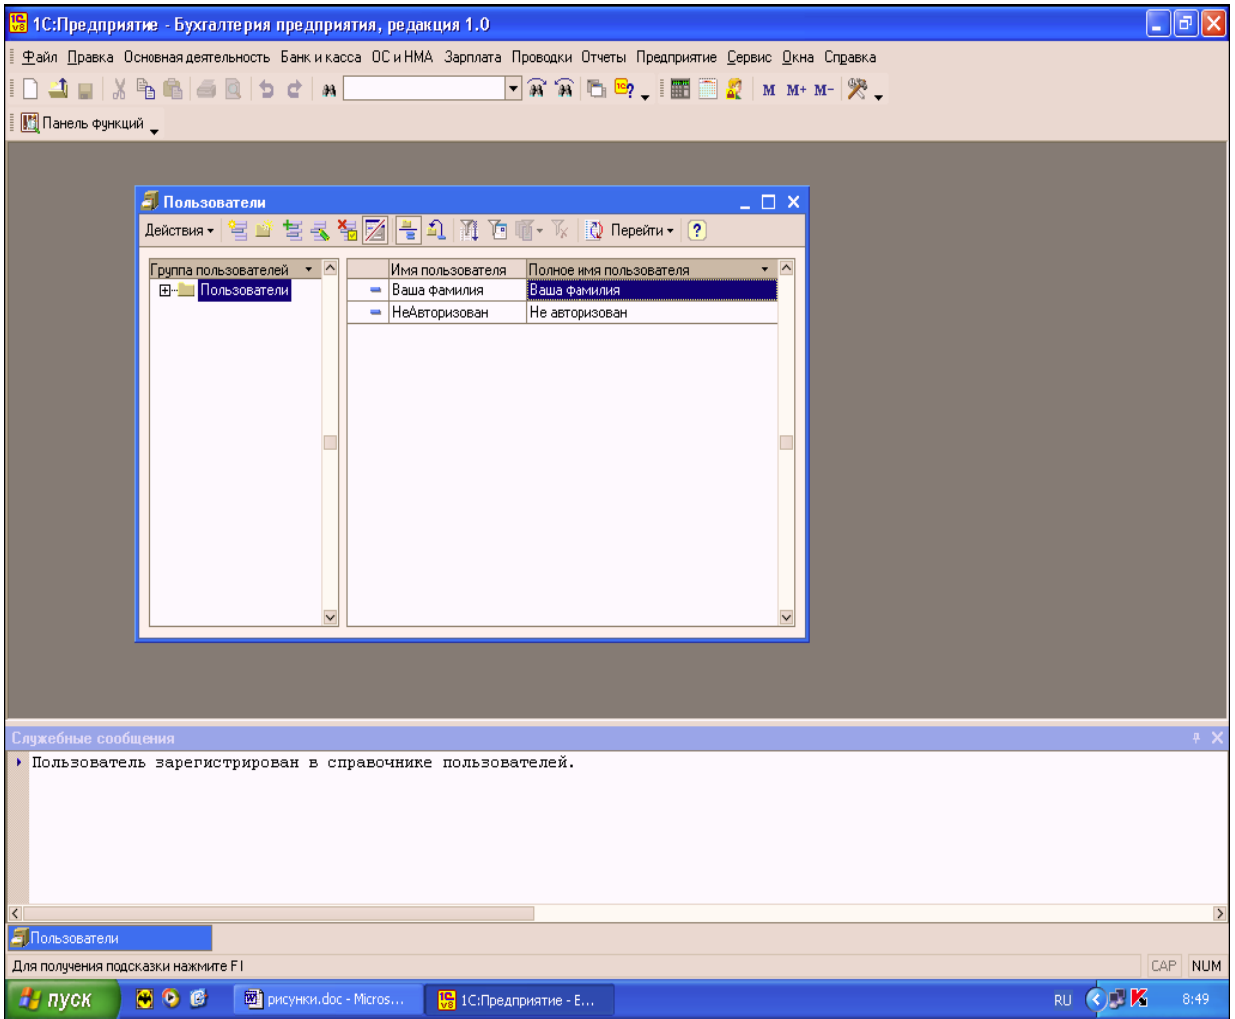 1С:Предприятие - Бухгалтерия предприятия, редакция 1.0
Файл Правка Основная деятельность Банк и касса ОС и НМА Зарплата Проводки Отчеты Предприятие Сервис Окна Справка
M M+ M-
Панель функций
Пользователи
Действия Перейти ?
Группа пользователей Имя пользователя Полное имя пользователя
Пользователи Ваша фамилия Ваша фамилия
НеАвторизован Не авторизован
Служебные сообщения
Пользователь зарегистрирован в справочнике пользователей.
Пользователи
Для получения подсказки нажмите F1 CAP NUM
пуск рисунки.doc - Micros... 1С:Предприятие - Б... RU 8:49